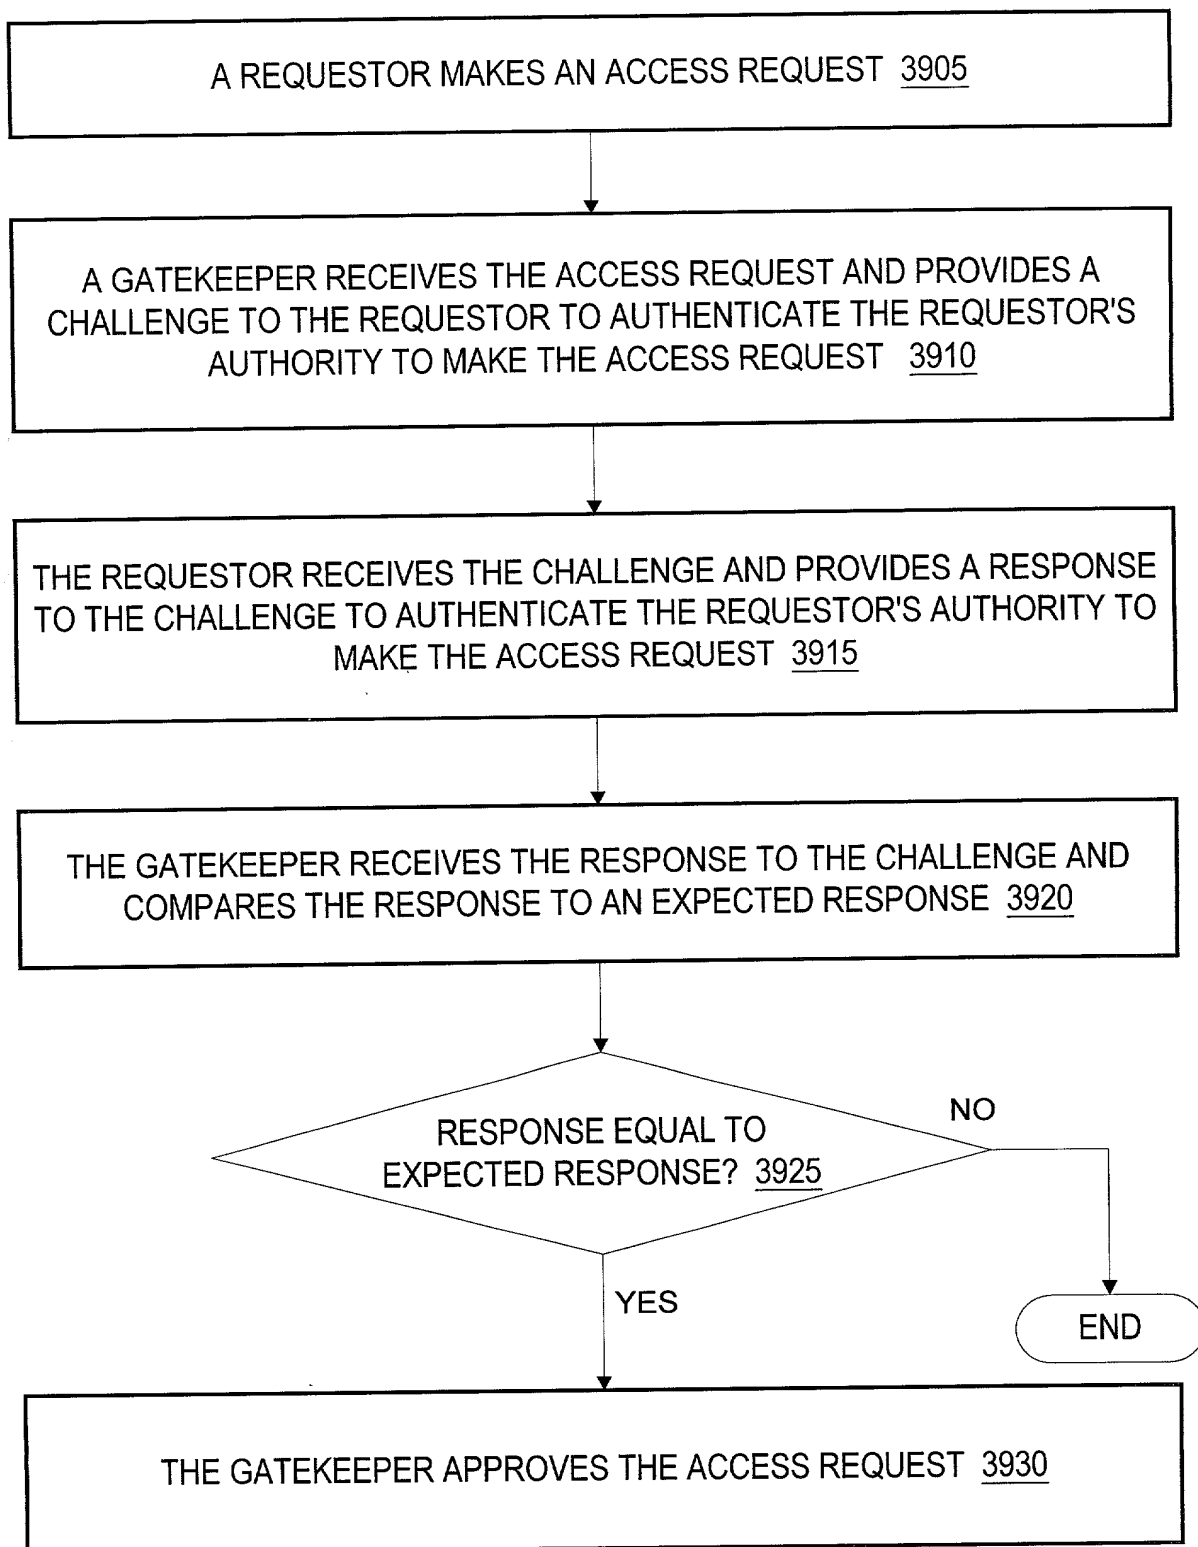 A REQUESTOR MAKES AN ACCESS REQUEST 3905
A GATEKEEPER RECEIVES THE ACCESS REQUEST AND PROVIDES A
CHALLENGE TO THE REQUESTOR TO AUTHENTICATE THE REQUESTOR'S
AUTHORITY TO MAKE THE ACCESS REQUEST 3910
THE REQUESTOR RECEIVES THE CHALLENGE AND PROVIDES A RESPONSE
TO THE CHALLENGE TO AUTHENTICATE THE REQUESTOR'S AUTHORITY TO
MAKE THE ACCESS REQUEST 3915
THE GATEKEEPER RECEIVES THE RESPONSE TO THE CHALLENGE AND
COMPARES THE RESPONSE TO AN EXPECTED RESPONSE 3920
NO
RESPONSE EQUAL TO
EXPECTED RESPONSE? 3925
YES
END
THE GATEKEEPER APPROVES THE ACCESS REQUEST 3930